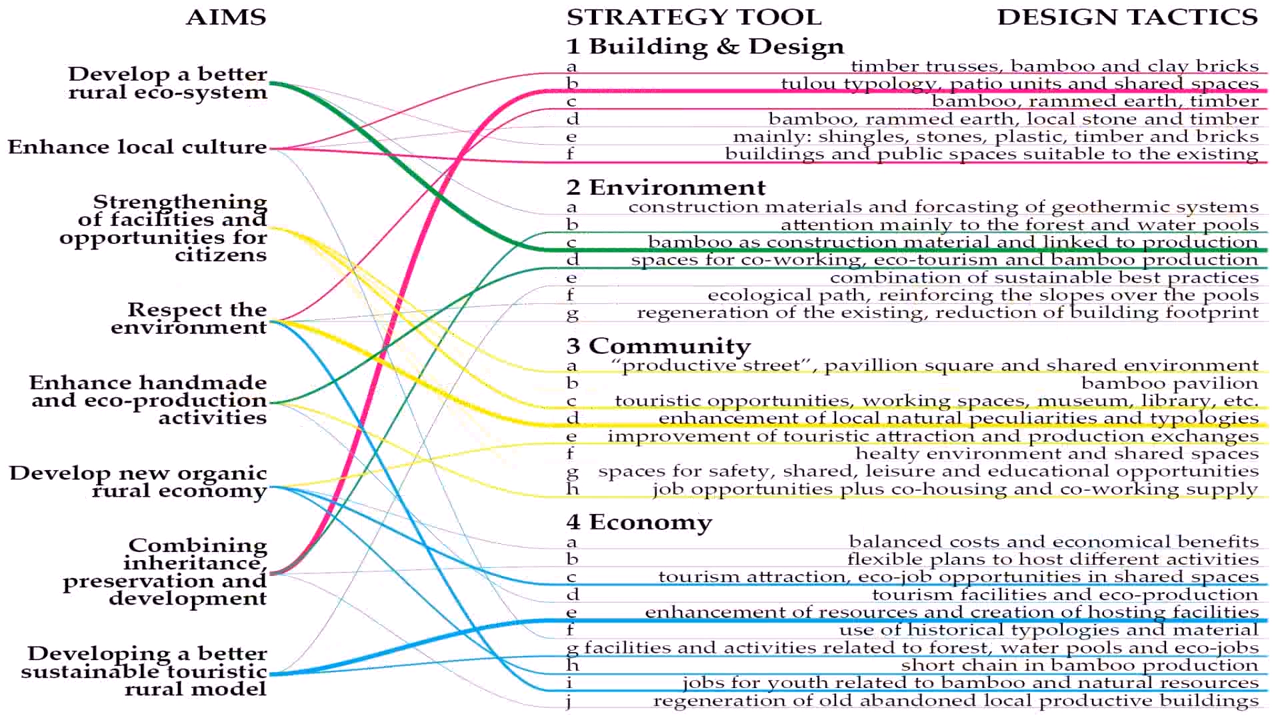 AIMS
STRATEGY TOOL
DESIGN TACTICS
Develop a better
rural eco-system
Enhance local culture
Strengthening
of facilities and
opportunities for
citizens
Respect the
environment
Enhance handmade
and eco-production
activities
Develop new organic
rural economy
Combining
inheritance,
preservation and
development
Developing a better
sustainable touristic
rural model
1 Building & Design
a timber trusses, bamboo and clay bricks
b tulou typology, patio units and shared spaces
c bamboo, rammed earth, timber
d bamboo, rammed earth, local stone and timber
e mainly: shingles, stones, plastic, timber and bricks
f buildings and public spaces suitable to the existing
2 Environment
a construction materials and forcasting of geothermic systems
b attention mainly to the forest and water pools
c bamboo as construction material and linked to production
d spaces for co-working, eco-tourism and bamboo production
e combination of sustainable best practices
f ecological path, reinforcing the slopes over the pools
g regeneration of the existing, reduction of building footprint
3 Community
a “productive street”, pavillion square and shared environment
b bamboo pavilion
c touristic opportunities, working spaces, museum, library, etc.
d enhancement of local natural peculiarities and typologies
e improvement of touristic attraction and production exchanges
f healty environment and shared spaces
g spaces for safety, shared, leisure and educational opportunities
h job opportunities plus co-housing and co-working supply
4 Economy
a balanced costs and economical benefits
b flexible plans to host different activities
c tourism attraction, eco-job opportunities in shared spaces
d tourism facilities and eco-production
e enhancement of resources and creation of hosting facilities
f use of historical typologies and material
g facilities and activities related to forest, water pools and eco-jobs
h short chain in bamboo production
i jobs for youth related to bamboo and natural resources
j regeneration of old abandoned local productive buildings